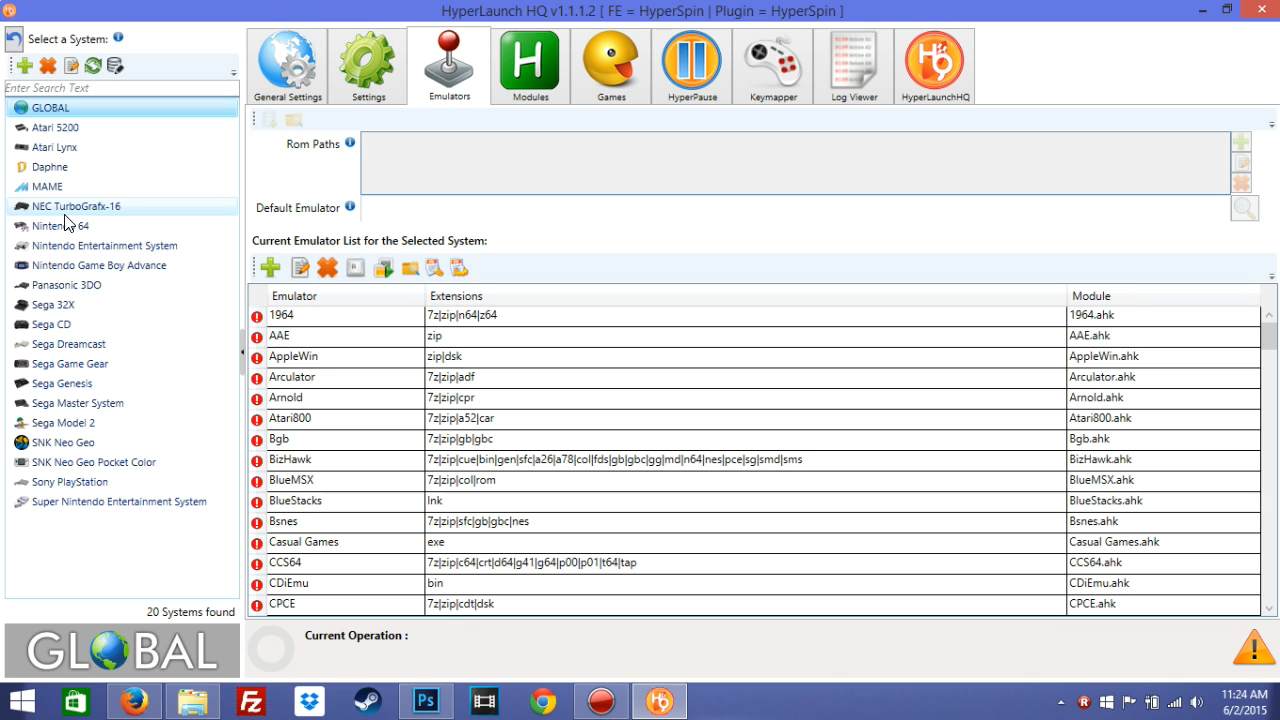 HyperLaunch HQ v1.1.1.2 [ FE = HyperSpin | Plugin = HyperSpin ]
Select a System:
Enter Search Text
GLOBAL
Atari 5200
Atari Lynx
Daphne
MAME
NEC TurboGrafx-16
Nintendo 64
Nintendo Entertainment System
Nintendo Game Boy Advance
Panasonic 3DO
Sega 32X
Sega CD
Sega Dreamcast
Sega Game Gear
Sega Genesis
Sega Master System
Sega Model 2
SNK Neo Geo
SNK Neo Geo Pocket Color
Sony PlayStation
Super Nintendo Entertainment System
20 Systems found
GLOBAL
General Settings Settings Emulators Modules Games HyperPause Keymapper Log Viewer HyperLaunchHQ
Rom Paths
Default Emulator
Current Emulator List for the Selected System:
Emulator Extensions Module
1964 7z|zip|n64|z64 1964.ahk
AAE zip AAE.ahk
AppleWin zip|dsk AppleWin.ahk
Arculator 7z|zip|adf Arculator.ahk
Arnold 7z|zip|cpr Arnold.ahk
Atari800 7z|zip|a52|car Atari800.ahk
Bgb 7z|zip|gb|gbc Bgb.ahk
BizHawk 7z|zip|cue|bin|gen|sfc|a26|a78|col|fds|gb|gbc|gg|md|n64|nes|pce|sg|smd|sms BizHawk.ahk
BlueMSX 7z|zip|col|rom BlueMSX.ahk
BlueStacks lnk BlueStacks.ahk
Bsnes 7z|zip|sfc|gb|gbc|nes Bsnes.ahk
Casual Games exe Casual Games.ahk
CCS64 7z|zip|c64|crt|d64|g41|g64|p00|p01|t64|tap CCS64.ahk
CDiEmu bin CDiEmu.ahk
CPCE 7z|zip|cdt|dsk CPCE.ahk
Current Operation :
11:24 AM
6/2/2015